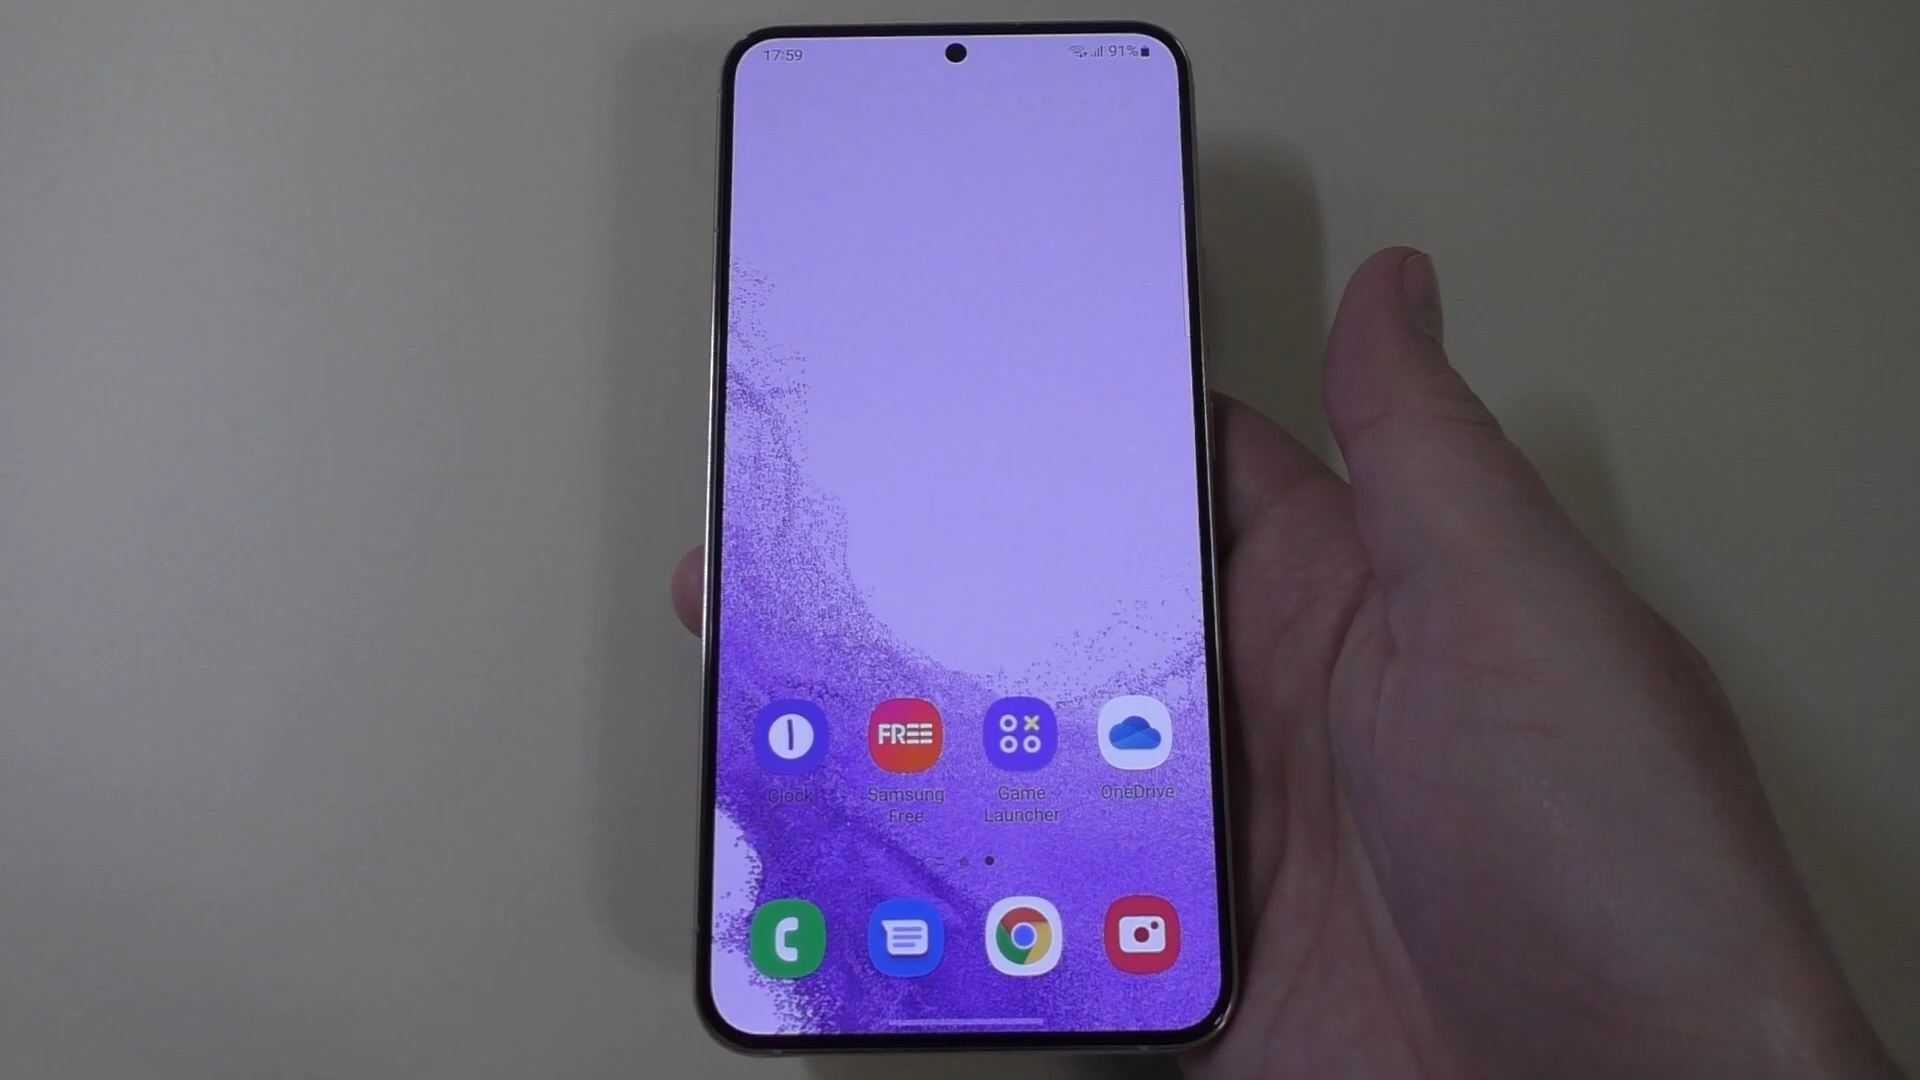 17:59
91%
FREE
Clock
Samsung
Free
Game
Launcher
OneDrive